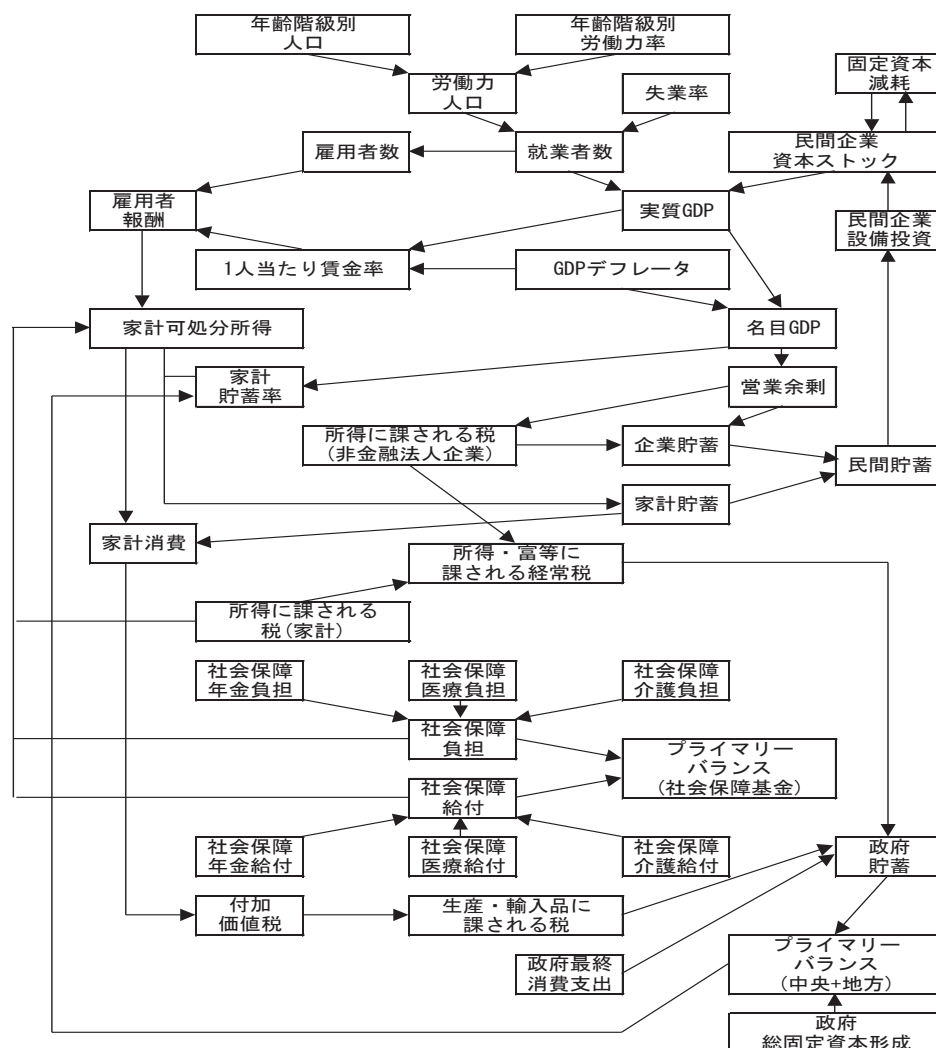 年齢階級別
人口
年齢階級別
労働力率
固定資本
減耗
労働力
人口
失業率
雇用者数
就業者数
民間企業
資本ストック
雇用者
報酬
実質GDP
民間企業
設備投資
1人当たり賃金率
GDPデフレータ
家計可処分所得
名目GDP
家計
貯蓄率
営業余剰
所得に課される税
(非金融法人企業)
企業貯蓄
民間貯蓄
家計貯蓄
家計消費
所得・富等に
課される経常税
所得に課される
税(家計)
社会保障
年金負担
社会保障
医療負担
社会保障
介護負担
社会保障
負担
プライマリー
バランス
(社会保障基金)
社会保障
給付
社会保障
年金給付
社会保障
医療給付
社会保障
介護給付
政府
貯蓄
付加
価値税
生産・輸入品に
課される税
政府最終
消費支出
プライマリー
バランス
(中央+地方)
政府
総固定資本形成